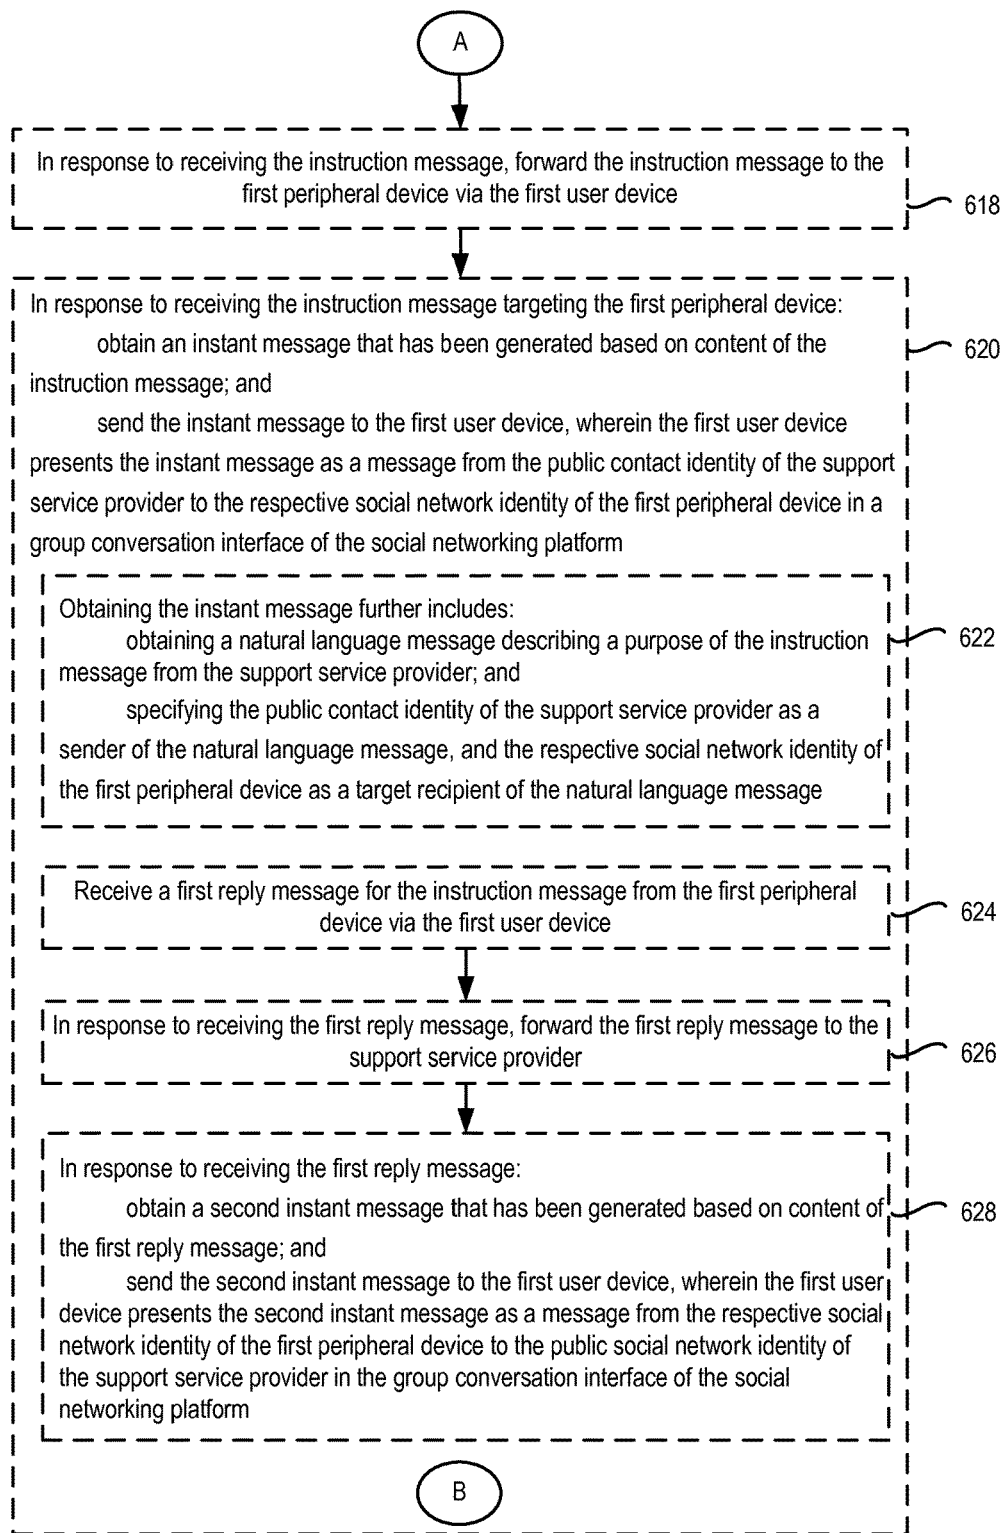 A
In response to receiving the instruction message, forward the instruction message to the
first peripheral device via the first user device
618
In response to receiving the instruction message targeting the first peripheral device:
obtain an instant message that has been generated based on content of the
instruction message; and
send the instant message to the first user device, wherein the first user device
presents the instant message as a message from the public contact identity of the support
service provider to the respective social network identity of the first peripheral device in a
group conversation interface of the social networking platform
620
Obtaining the instant message further includes:
obtaining a natural language message describing a purpose of the instruction
message from the support service provider; and
specifying the public contact identity of the support service provider as a
sender of the natural language message, and the respective social network identity of
the first peripheral device as a target recipient of the natural language message
622
Receive a first reply message for the instruction message from the first peripheral
device via the first user device
624
In response to receiving the first reply message, forward the first reply message to the
support service provider
626
In response to receiving the first reply message:
obtain a second instant message that has been generated based on content of
the first reply message; and
send the second instant message to the first user device, wherein the first user
device presents the second instant message as a message from the respective social
network identity of the first peripheral device to the public social network identity of
the support service provider in the group conversation interface of the social
networking platform
628
B